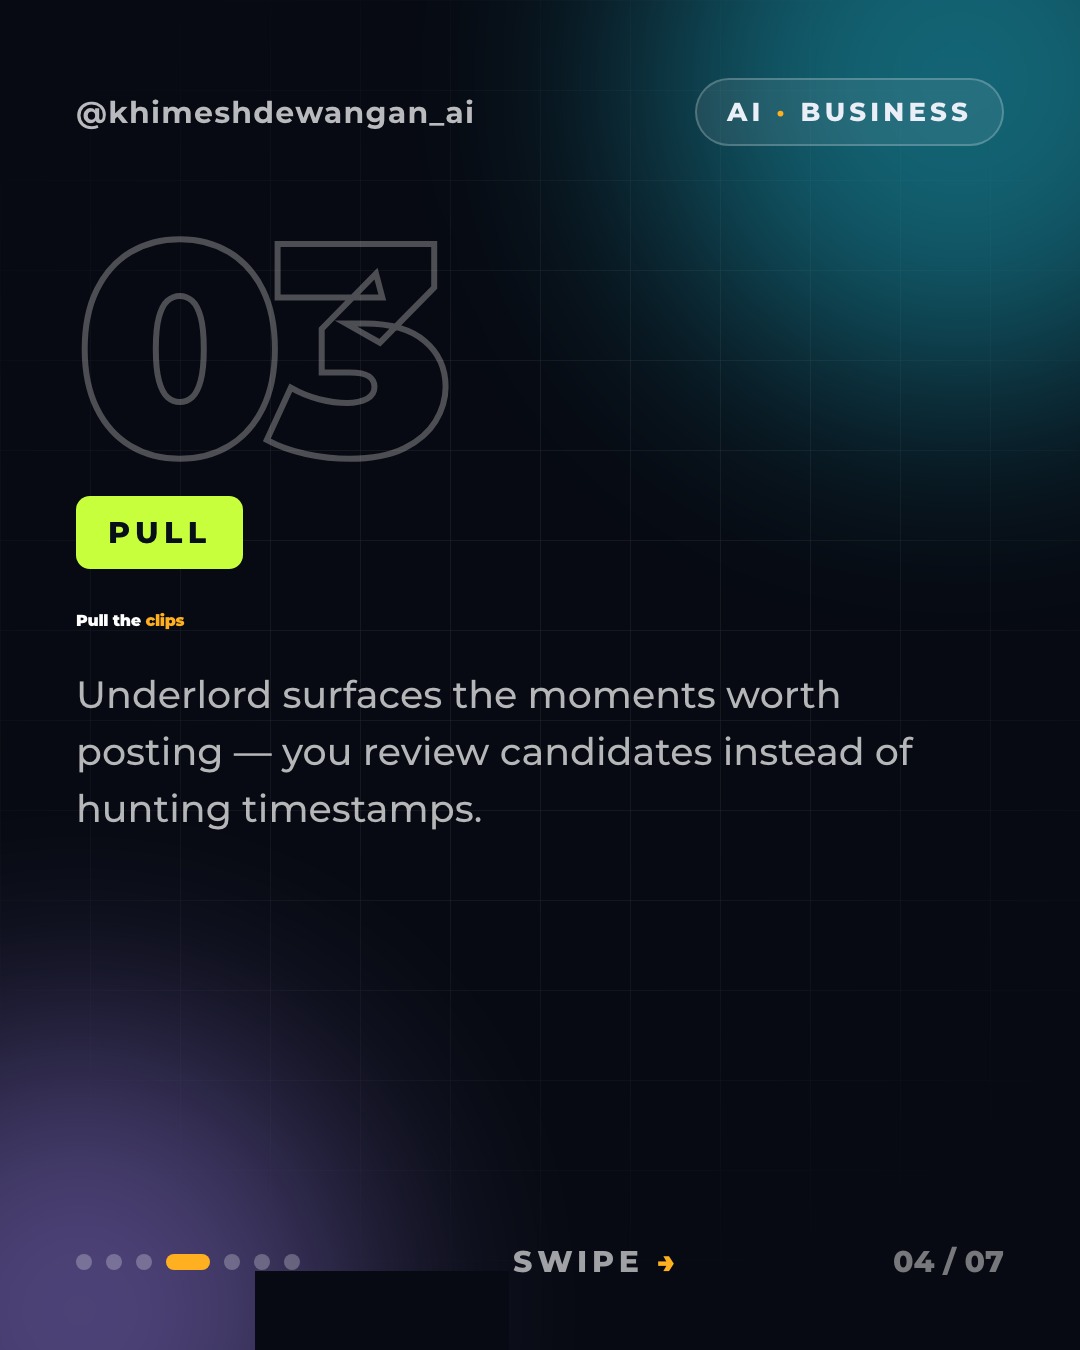 @khimeshdewangan_ai
AI · BUSINESS
03
PULL
Pull the clips
Underlord surfaces the moments worth
posting — you review candidates instead of
hunting timestamps.
SWIPE →
04 / 07